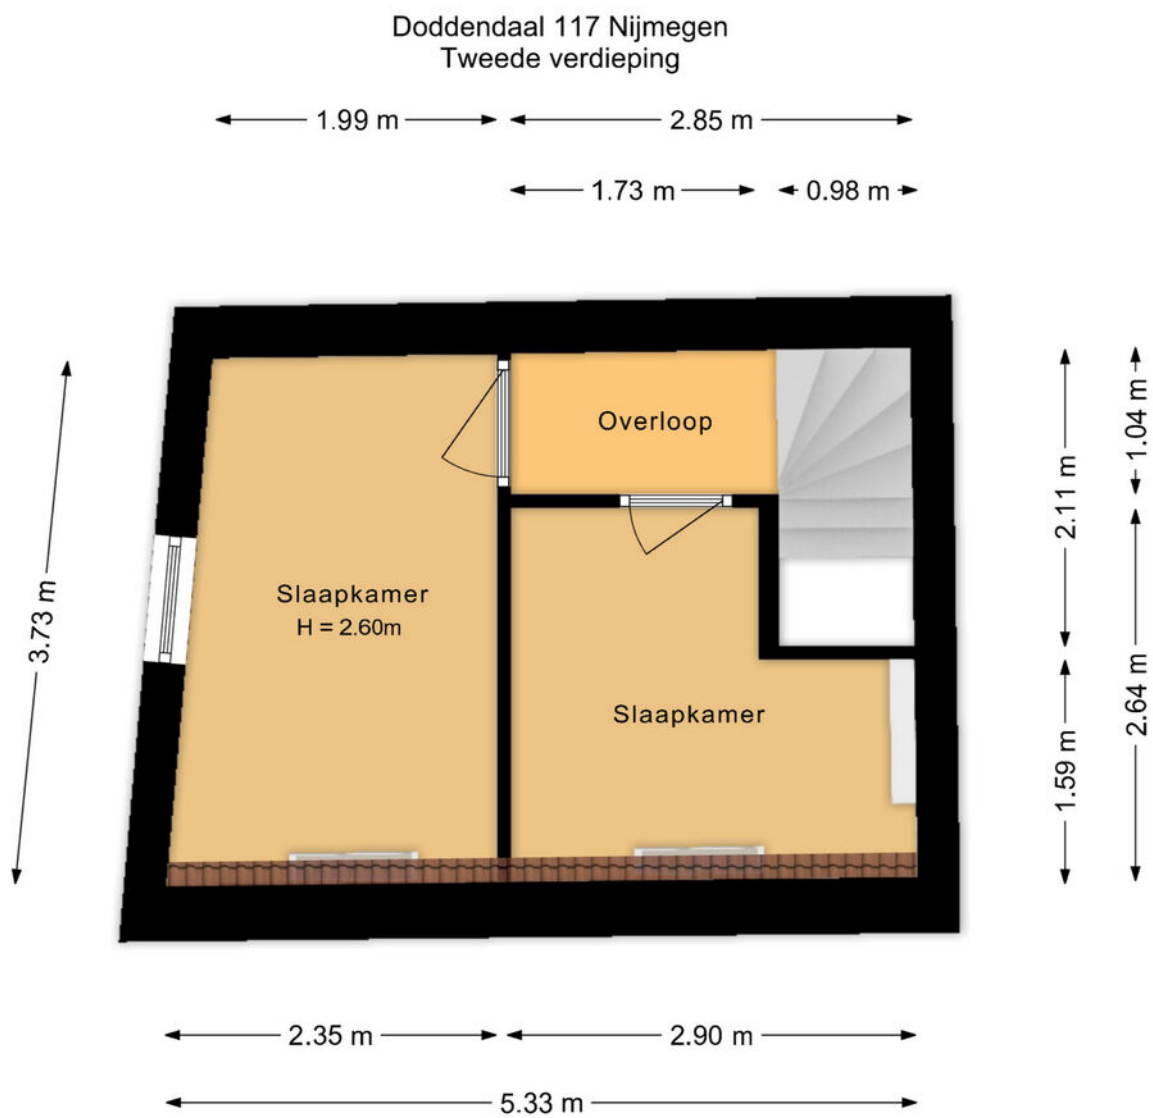 Doddendaal 117 Nijmegen
Tweede verdieping
1.99 m
2.85 m
1.73 m
0.98 m
Overloop
1.04 m
2.11 m
3.73 m
Slaapkamer
H = 2.60m
Slaapkamer
2.64 m
1.59 m
2.35 m
2.90 m
5.33 m